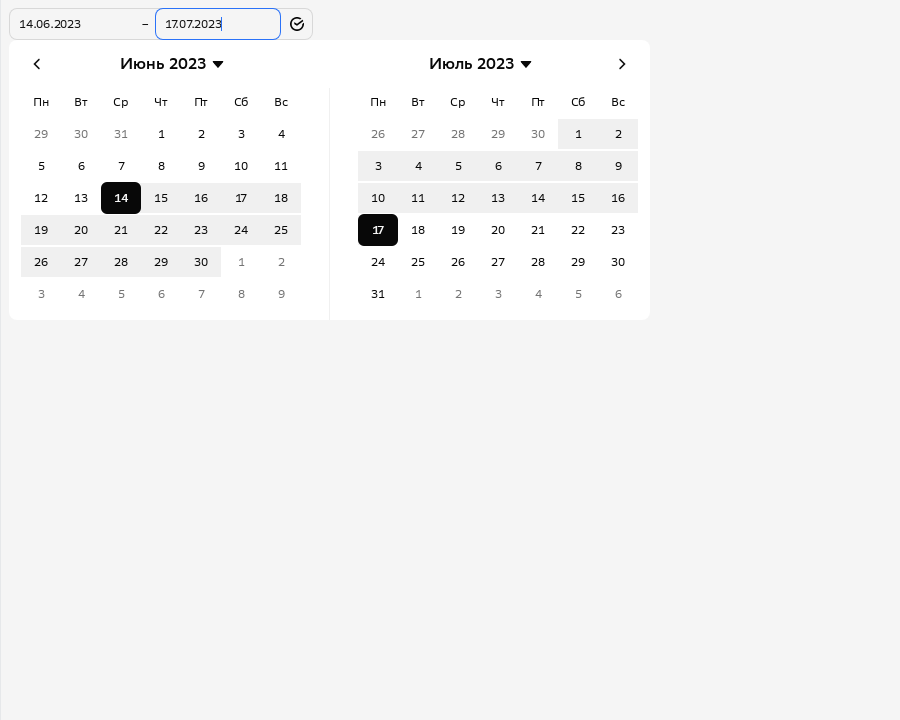 14.06.2023 – 17.07.2023
Июнь 2023
Пн Вт Ср Чт Пт Сб Вс
29 30 31 1 2 3 4
5 6 7 8 9 10 11
12 13 14 15 16 17 18
19 20 21 22 23 24 25
26 27 28 29 30 1 2
3 4 5 6 7 8 9
Июль 2023
Пн Вт Ср Чт Пт Сб Вс
26 27 28 29 30 1 2
3 4 5 6 7 8 9
10 11 12 13 14 15 16
17 18 19 20 21 22 23
24 25 26 27 28 29 30
31 1 2 3 4 5 6